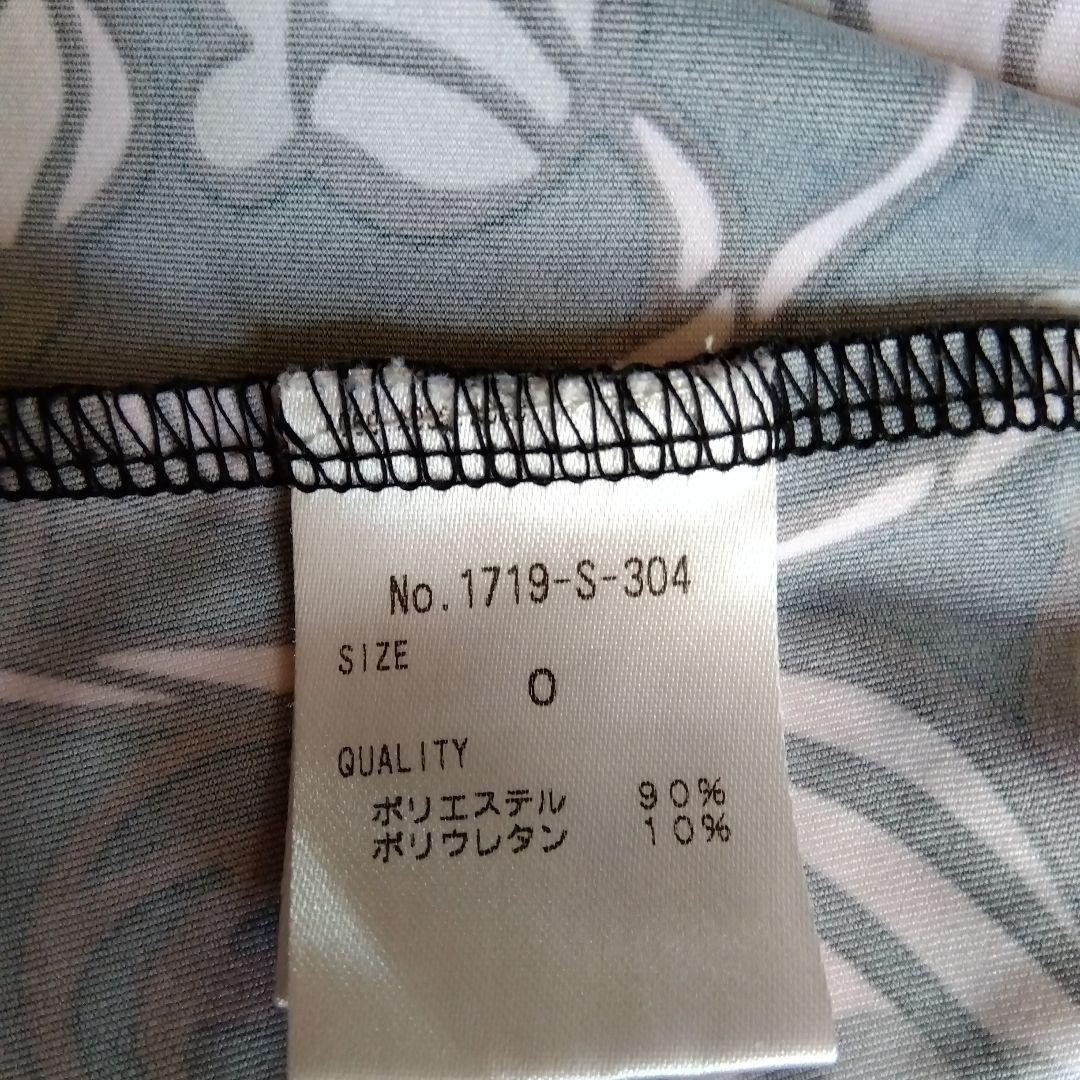 No.1719-S-304
SIZE
0
QUALITY
ポリエステル 90%
ポリウレタン 10%